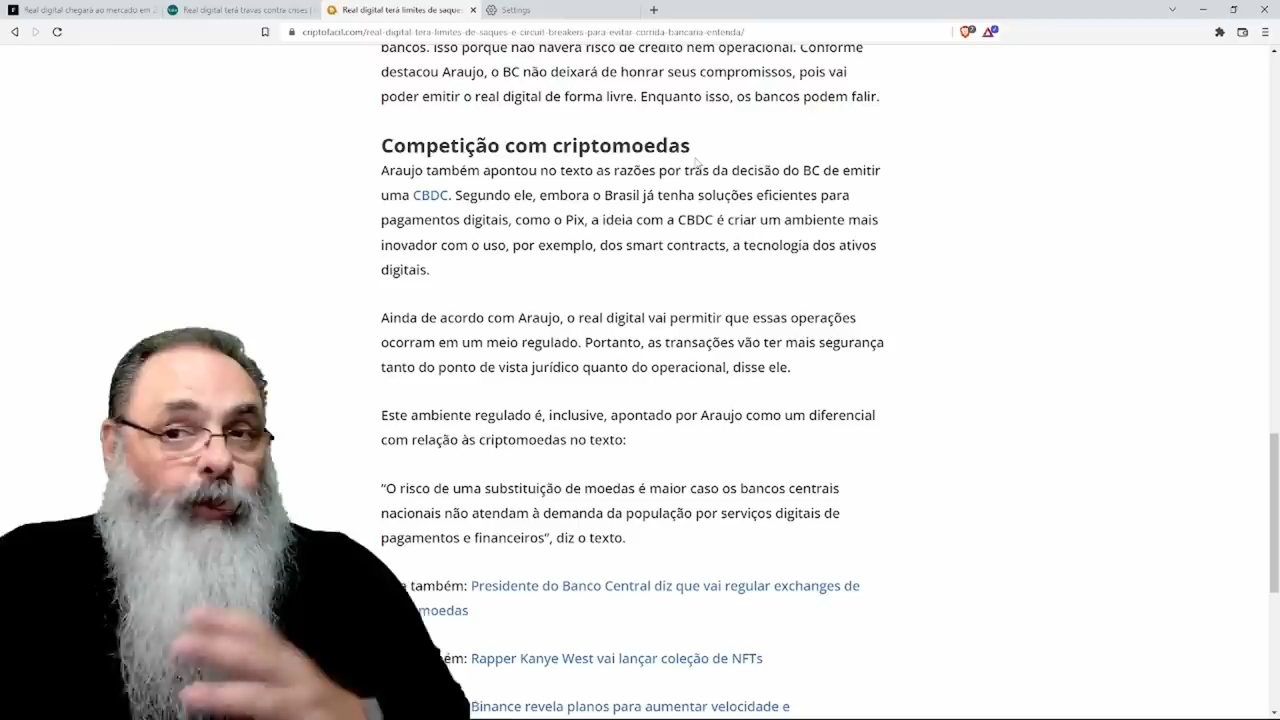 Real digital chegará ao mercado em
Real digital terá travas contra crises |
Real digital terá limites de saques
Settings
criptofacil.com/real-digital-tera-limites-de-saques-e-circuit-breakers-para-evitar-corrida-bancaria-entenda/
bancos. Isso porque não haverá risco de crédito nem operacional. Conforme
destacou Araujo, o BC não deixará de honrar seus compromissos, pois vai
poder emitir o real digital de forma livre. Enquanto isso, os bancos podem falir.
Competição com criptomoedas
Araujo também apontou no texto as razões por trás da decisão do BC de emitir
uma CBDC. Segundo ele, embora o Brasil já tenha soluções eficientes para
pagamentos digitais, como o Pix, a ideia com a CBDC é criar um ambiente mais
inovador com o uso, por exemplo, dos smart contracts, a tecnologia dos ativos
digitais.
Ainda de acordo com Araujo, o real digital vai permitir que essas operações
ocorram em um meio regulado. Portanto, as transações vão ter mais segurança
tanto do ponto de vista jurídico quanto do operacional, disse ele.
Este ambiente regulado é, inclusive, apontado por Araujo como um diferencial
com relação às criptomoedas no texto:
“O risco de uma substituição de moedas é maior caso os bancos centrais
nacionais não atendam à demanda da população por serviços digitais de
pagamentos e financeiros”, diz o texto.
também: Presidente do Banco Central diz que vai regular exchanges de
moedas
ém: Rapper Kanye West vai lançar coleção de NFTs
Binance revela planos para aumentar velocidade e